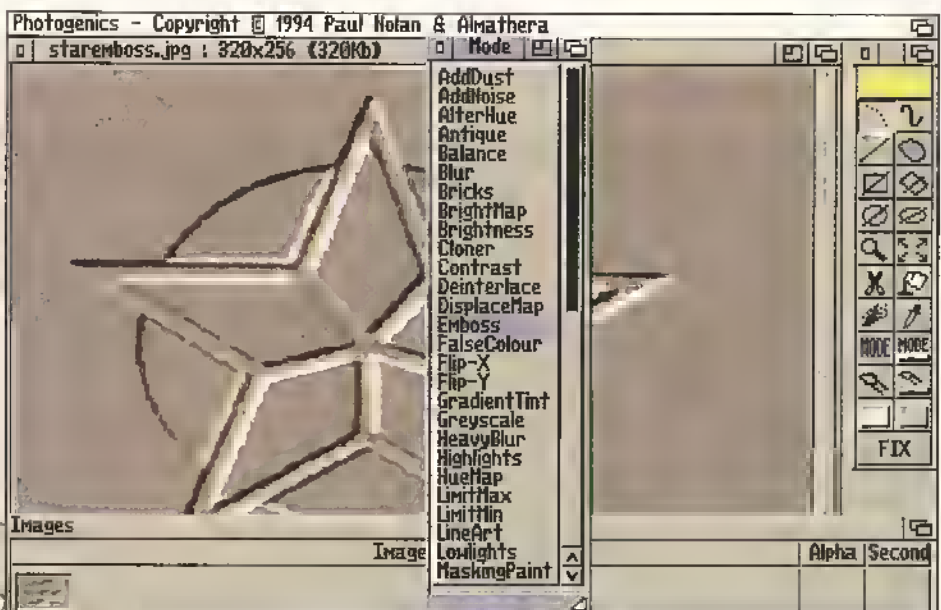 Photogenics - Copyright © 1994 Paul Nolan & Almathera
staremboss.jpg : 320x256 (320Kb)
Mode
AddDust
AddNoise
AlterHue
Antique
Balance
Blur
Bricks
BrightMap
Brightness
Cloner
Contrast
Deinterlace
DisplaceMap
Emboss
FalseColour
Flip-X
Flip-Y
GradientTint
Greyscale
HeavyBlur
Highlights
HueMap
LimitMax
LimitMin
LineArt
Lowlights
MaskingPaint
MODE MODE
FIX
Images
Image
Alpha Second